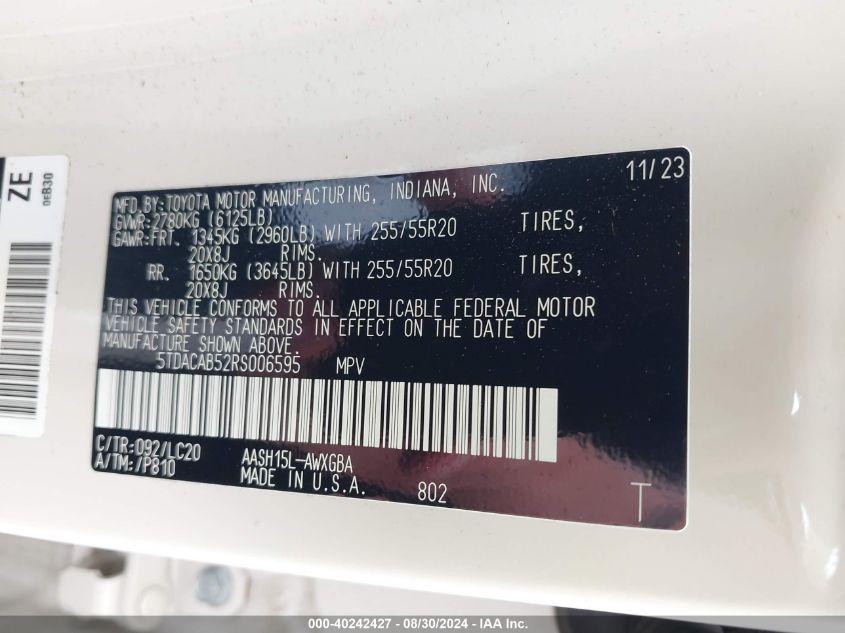 ZE
0EB30
11/23
MFD.BY:TOYOTA MOTOR MANUFACTURING, INDIANA, INC.
GVWR:2780KG (6125LB)
GAWR:FRT. 1345KG (2960LB) WITH 255/55R20 TIRES,
20X8J RIMS.
RR. 1650KG (3645LB) WITH 255/55R20 TIRES,
20X8J RIMS.
THIS VEHICLE CONFORMS TO ALL APPLICABLE FEDERAL MOTOR
VEHICLE SAFETY STANDARDS IN EFFECT ON THE DATE OF
MANUFACTURE SHOWN ABOVE.
5TDACAB52RS006595 MPV
C/TR:092/LC20 AASH15L-AWXGBA
A/TM:/P810 MADE IN U.S.A. 802 T
000-40242427 - 08/30/2024 - IAA Inc.